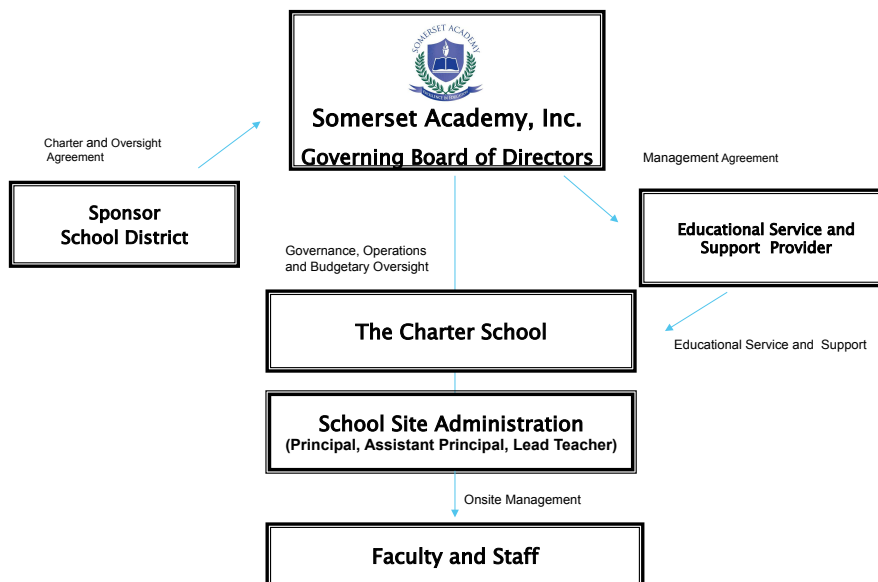 SOMERSET ACADEMY
Somerset Academy, Inc.
Governing Board of Directors
Charter and Oversight
Agreement
Management Agreement
Sponsor
School District
Educational Service and
Support Provider
Governance, Operations
and Budgetary Oversight
The Charter School
Educational Service and Support
School Site Administration
(Principal, Assistant Principal, Lead Teacher)
Onsite Management
Faculty and Staff